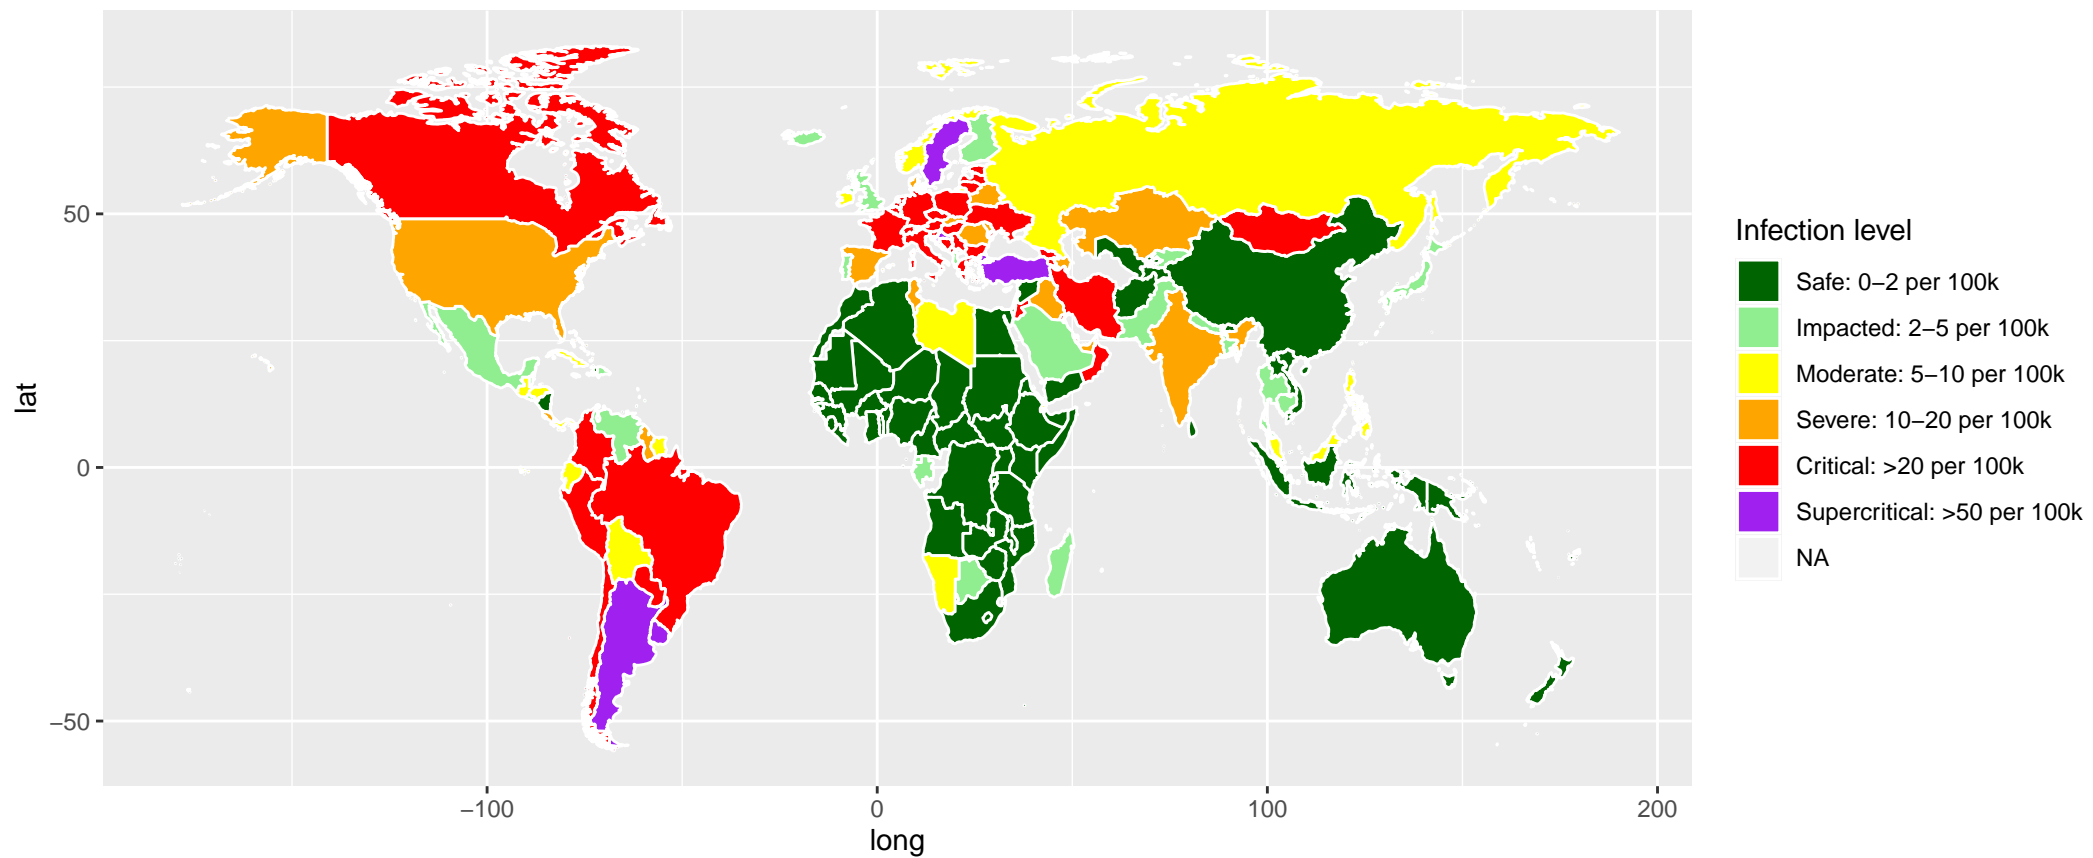 50
0
−50
lat
−100
0
100
200
long
Infection level
Safe: 0−2 per 100k
Impacted: 2−5 per 100k
Moderate: 5−10 per 100k
Severe: 10−20 per 100k
Critical: >20 per 100k
Supercritical: >50 per 100k
NA